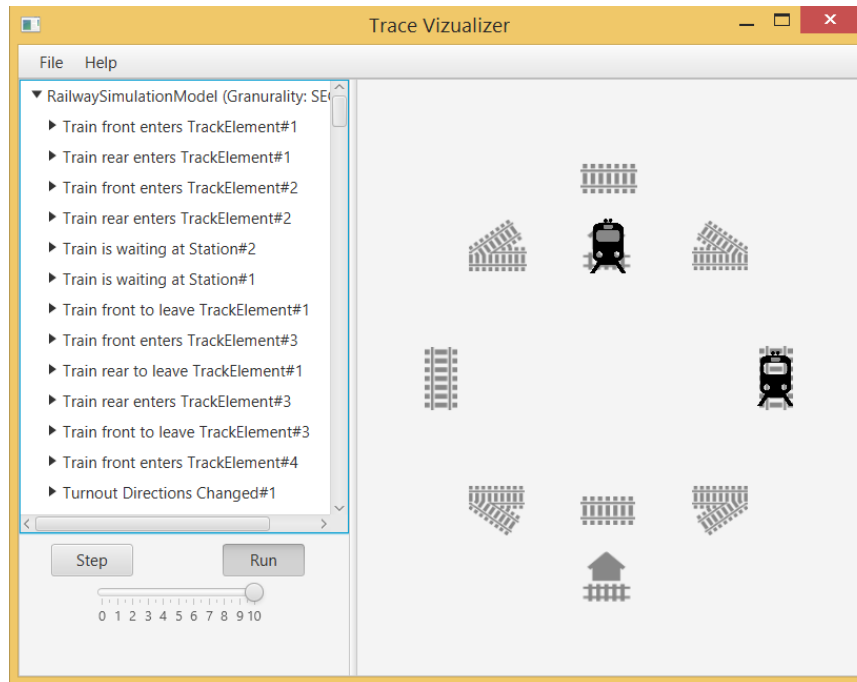 Trace Vizualizer
File Help
RailwaySimulationModel (Granurality: SE
Train front enters TrackElement#1
Train rear enters TrackElement#1
Train front enters TrackElement#2
Train rear enters TrackElement#2
Train is waiting at Station#2
Train is waiting at Station#1
Train front to leave TrackElement#1
Train front enters TrackElement#3
Train rear to leave TrackElement#1
Train rear enters TrackElement#3
Train front to leave TrackElement#3
Train front enters TrackElement#4
Turnout Directions Changed#1
Step Run
0 1 2 3 4 5 6 7 8 9 10